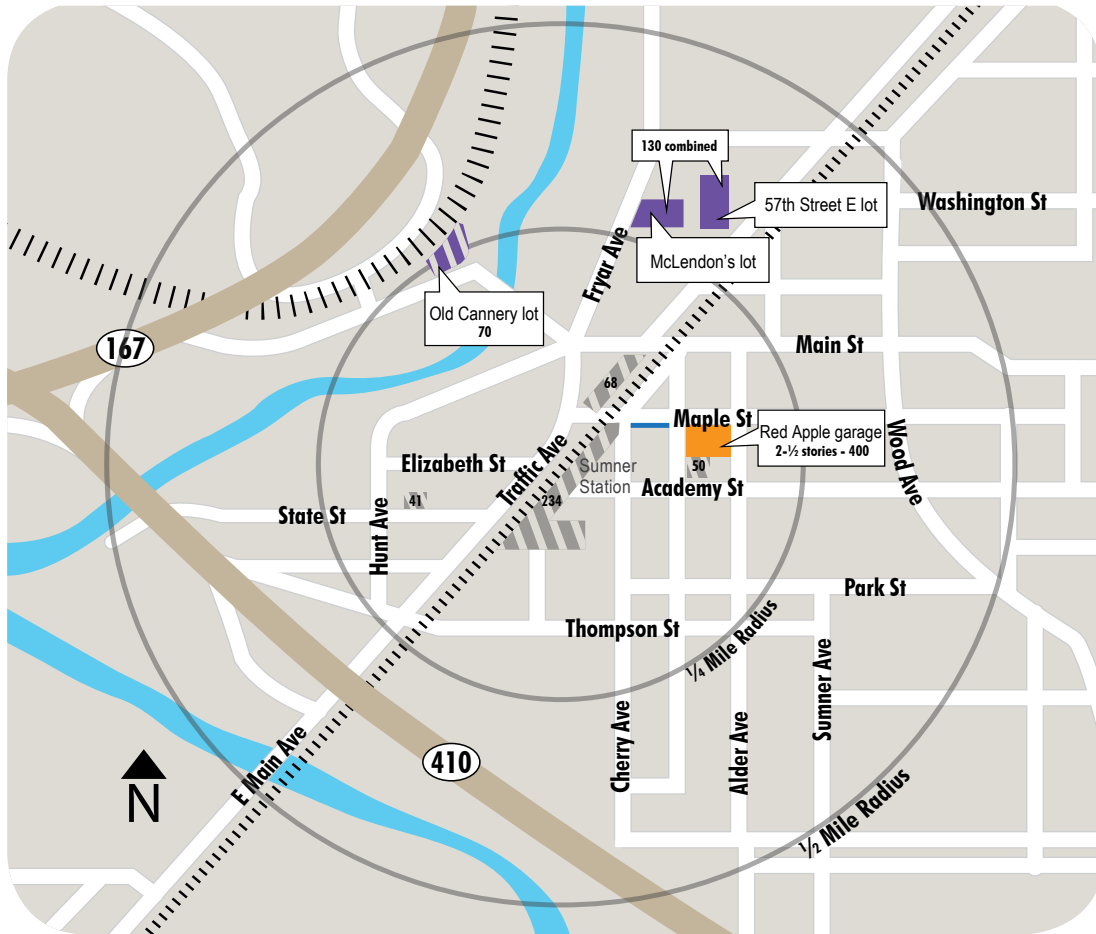 130 combined
57th Street E lot
Washington St
McLendon’s lot
Fryar Ave
Old Cannery lot
70
167
Main St
68
Maple St
Red Apple garage
2-½ stories - 400
Wood Ave
Elizabeth St
Traffic Ave
Sumner
Station
50
Academy St
41
234
State St
Hunt Ave
Park St
Thompson St
¼ Mile Radius
Sumner Ave
Cherry Ave
Alder Ave
E Main Ave
410
N
½ Mile Radius